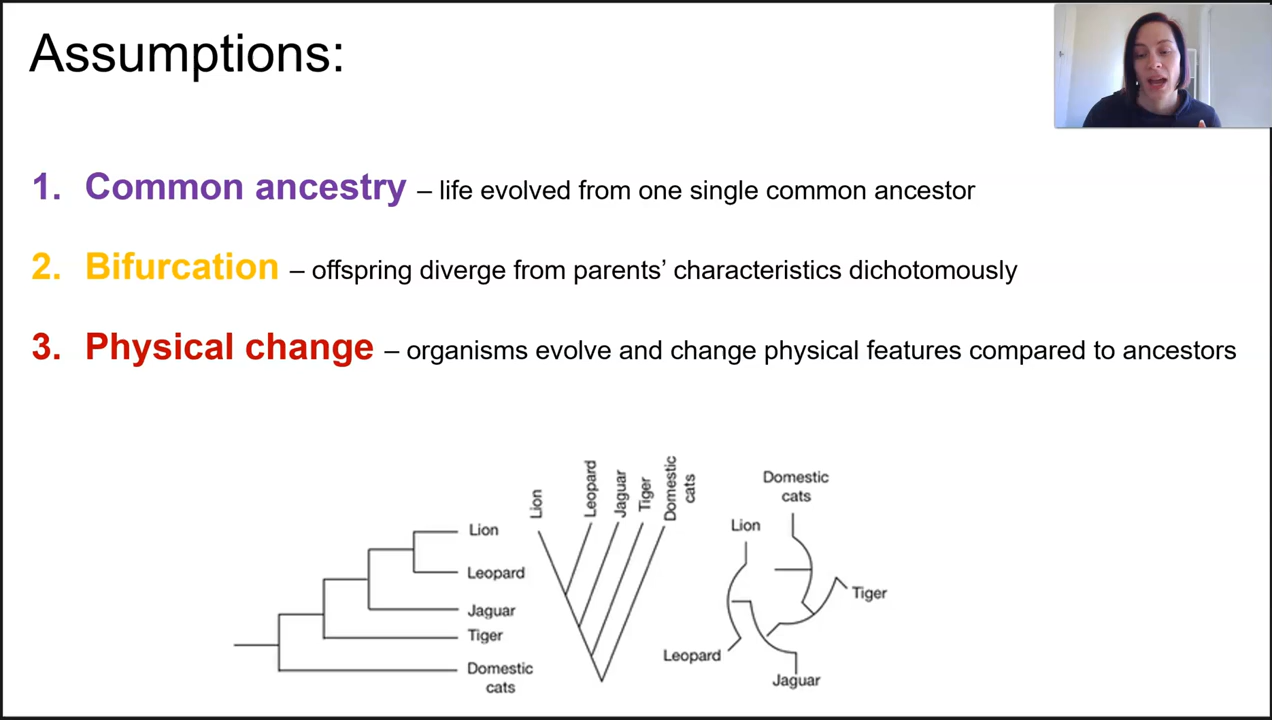 Assumptions:
1. Common ancestry – life evolved from one single common ancestor
2. Bifurcation – offspring diverge from parents’ characteristics dichotomously
3. Physical change – organisms evolve and change physical features compared to ancestors
Lion
Leopard
Jaguar
Tiger
Domestic
cats
Lion
Leopard
Jaguar
Tiger
Domestic
cats
Domestic
cats
Lion
Tiger
Leopard
Jaguar